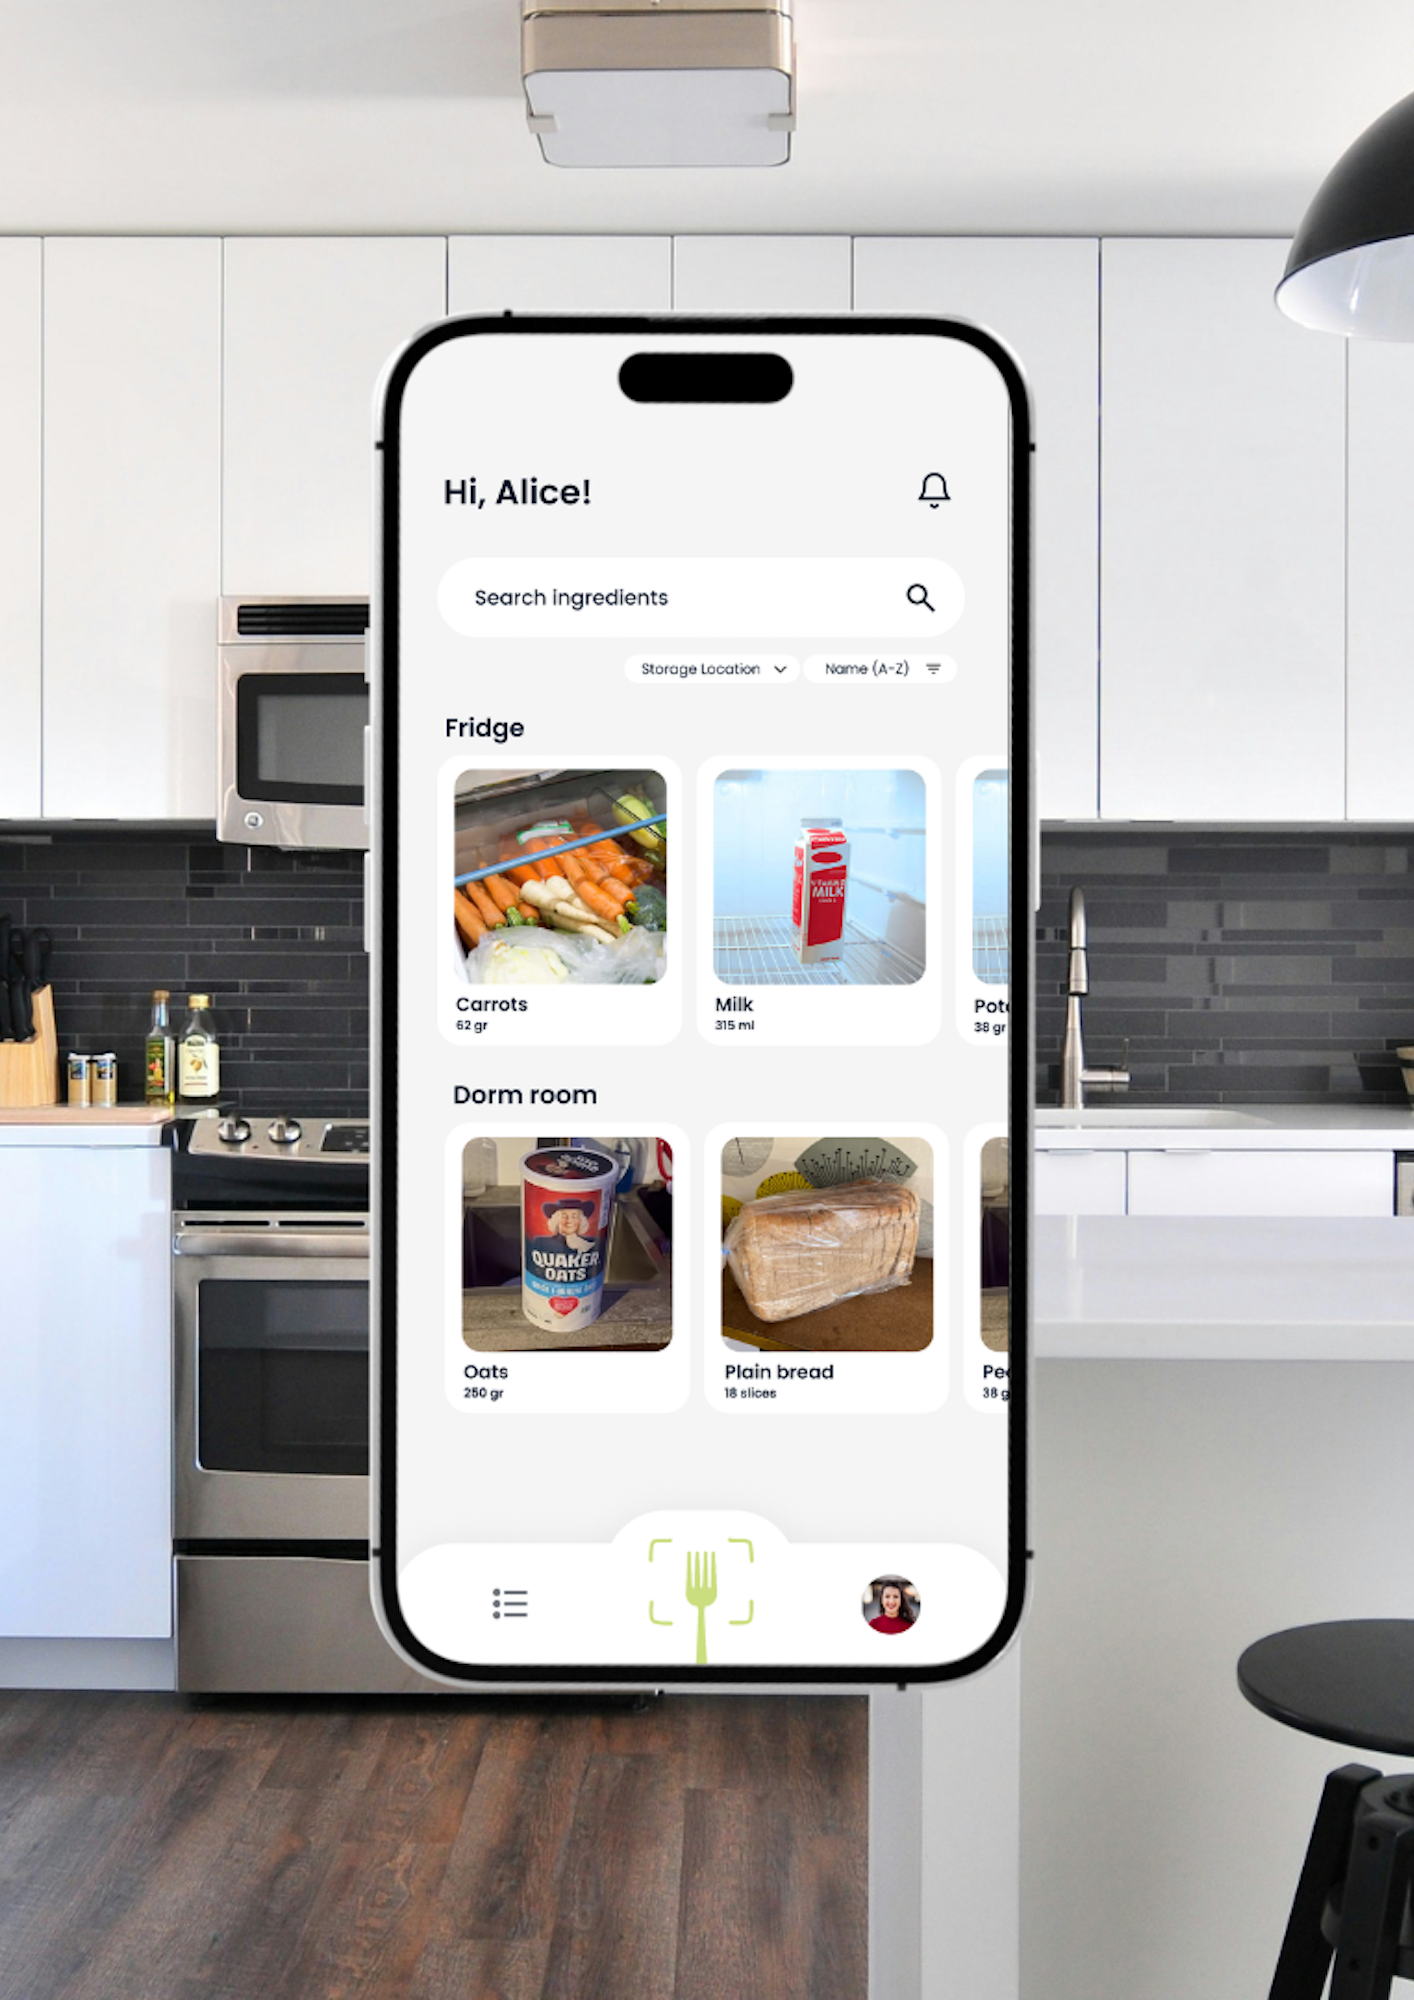 Hi, Alice!
Search ingredients
Storage Location
Name (A-Z)
Fridge
MILK
Carrots
62 gr
Milk
315 ml
Pot
38 gr
Dorm room
QUAKER
OATS
Oats
250 gr
Plain bread
18 slices
Pe
38 g